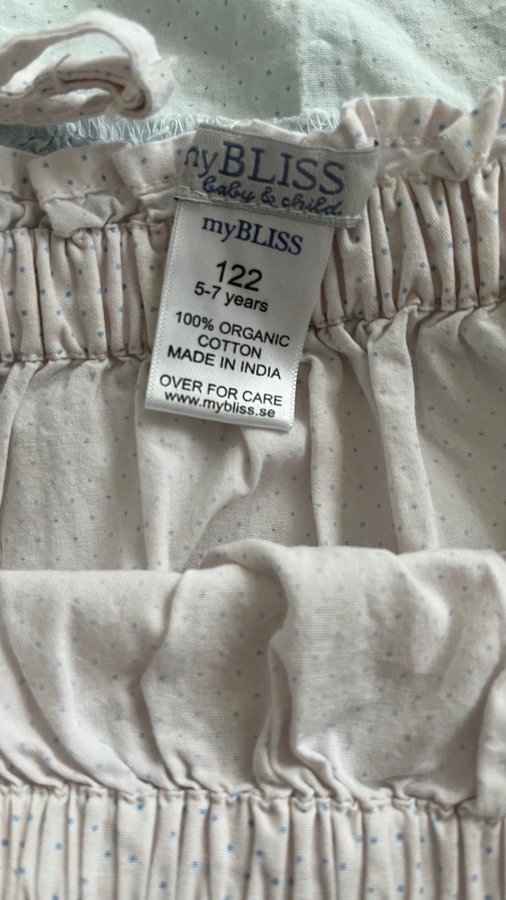 myBLISS
baby & child
myBLISS
122
5-7 years
100% ORGANIC
COTTON
MADE IN INDIA
OVER FOR CARE
www.mybliss.se